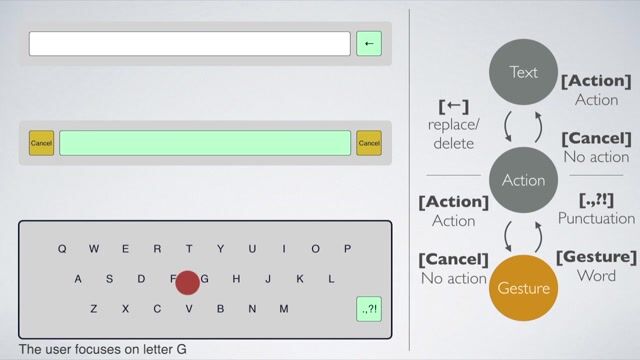 ←
Cancel Cancel
Q W E R T Y U I O P
A S D F G H J K L
Z X C V B N M .,?!
The user focuses on letter G
Text
[Action]
Action
[←]
replace/
delete
[Cancel]
No action
Action
[Action]
Action
[.,?!]
Punctuation
[Cancel]
No action
[Gesture]
Word
Gesture